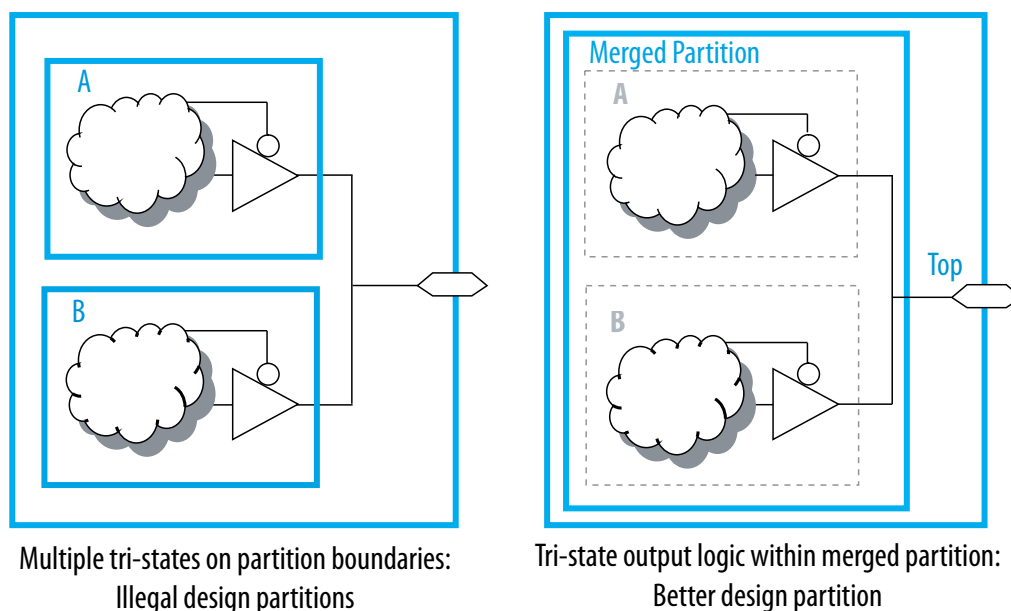 A
B
Multiple tri-states on partition boundaries:
Illegal design partitions
Merged Partition
A
B
Top
Tri-state output logic within merged partition:
Better design partition